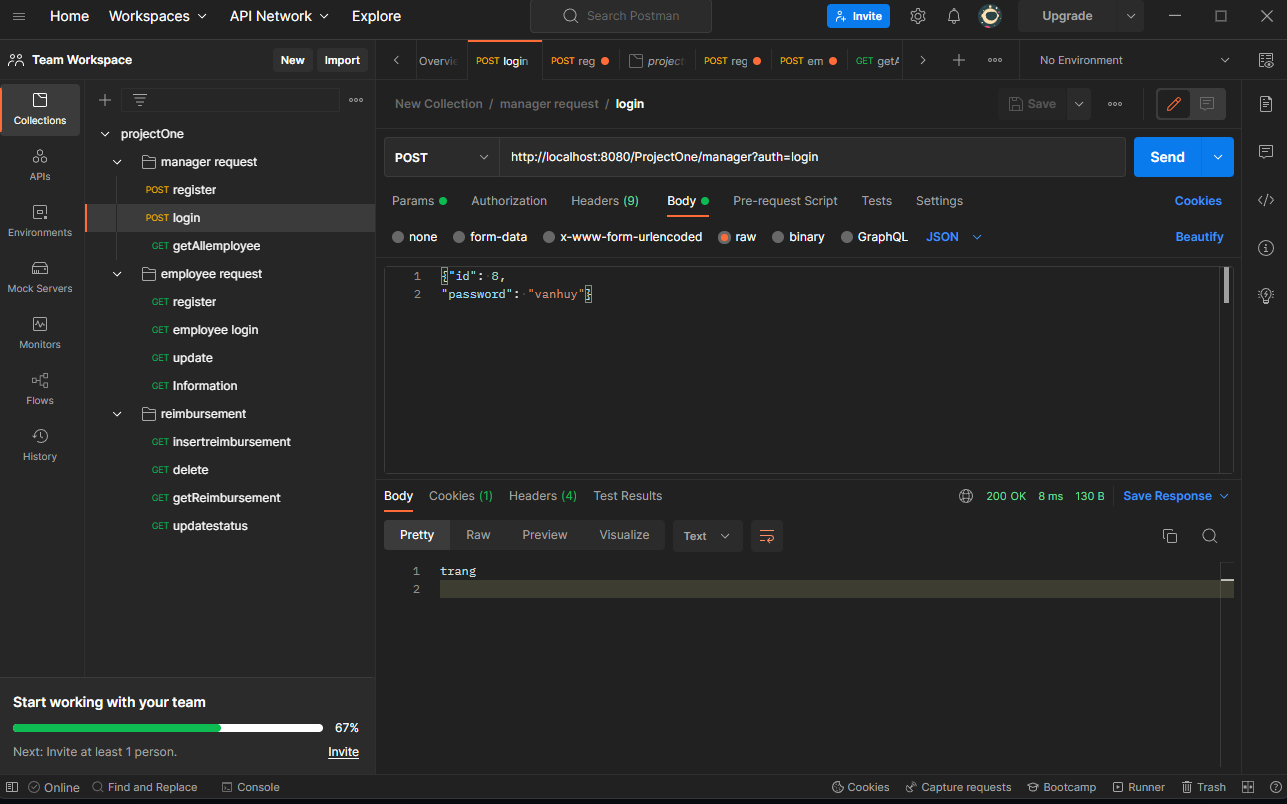 Home Workspaces API Network Explore Search Postman Invite Upgrade
Team Workspace New Import
Overvie POST login POST reg project POST reg POST em GET getA No Environment
Collections
APIs
Environments
Mock Servers
Monitors
Flows
History
projectOne
manager request
POST register
POST login
GET getAllemployee
employee request
GET register
GET employee login
GET update
GET Information
reimbursement
GET insertreimbursement
GET delete
GET getReimbursement
GET updatestatus
Start working with your team
67%
Next: Invite at least 1 person. Invite
New Collection / manager request / login Save
POST http://localhost:8080/ProjectOne/manager?auth=login Send
Params Authorization Headers (9) Body Pre-request Script Tests Settings Cookies
none form-data x-www-form-urlencoded raw binary GraphQL JSON Beautify
1 {"id": 8,
2 "password": "vanhuy"}
Body Cookies (1) Headers (4) Test Results 200 OK 8 ms 130 B Save Response
Pretty Raw Preview Visualize Text
1 trang
2
Online Find and Replace Console Cookies Capture requests Bootcamp Runner Trash